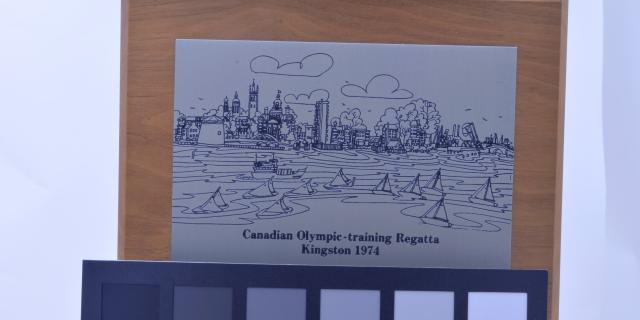 Canadian Olympic-training Regatta
Kingston 1974